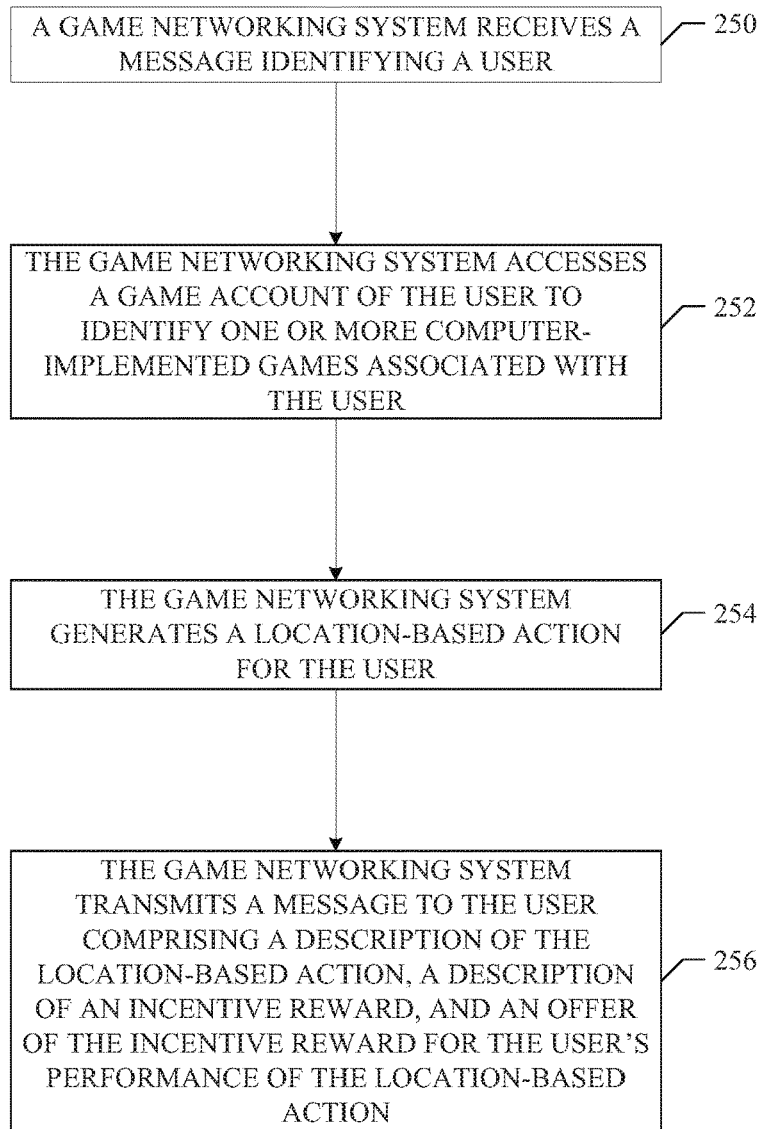 A GAME NETWORKING SYSTEM RECEIVES A
MESSAGE IDENTIFYING A USER
250
THE GAME NETWORKING SYSTEM ACCESSES
A GAME ACCOUNT OF THE USER TO
IDENTIFY ONE OR MORE COMPUTER-
IMPLEMENTED GAMES ASSOCIATED WITH
THE USER
252
THE GAME NETWORKING SYSTEM
GENERATES A LOCATION-BASED ACTION
FOR THE USER
254
THE GAME NETWORKING SYSTEM
TRANSMITS A MESSAGE TO THE USER
COMPRISING A DESCRIPTION OF THE
LOCATION-BASED ACTION, A DESCRIPTION
OF AN INCENTIVE REWARD, AND AN OFFER
OF THE INCENTIVE REWARD FOR THE USER'S
PERFORMANCE OF THE LOCATION-BASED
ACTION
256